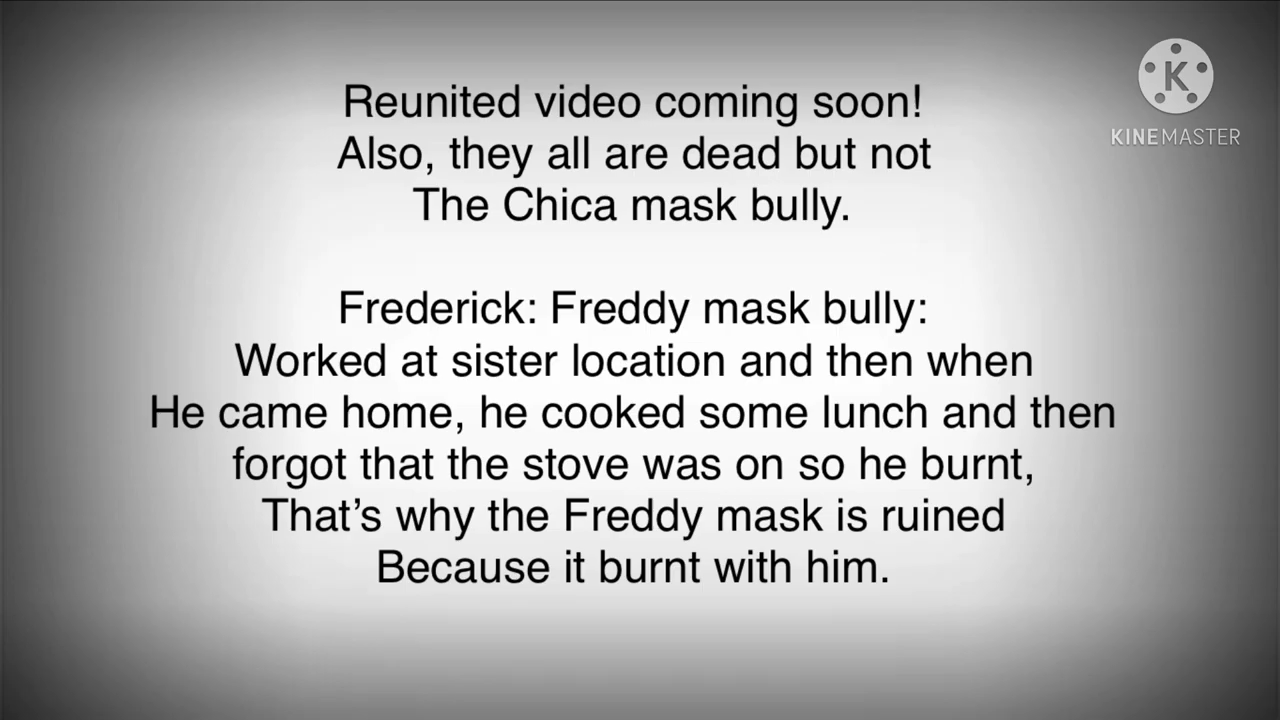 Reunited video coming soon!
Also, they all are dead but not
The Chica mask bully.
Frederick: Freddy mask bully:
Worked at sister location and then when
He came home, he cooked some lunch and then
forgot that the stove was on so he burnt,
That’s why the Freddy mask is ruined
Because it burnt with him.
K
KINEMASTER